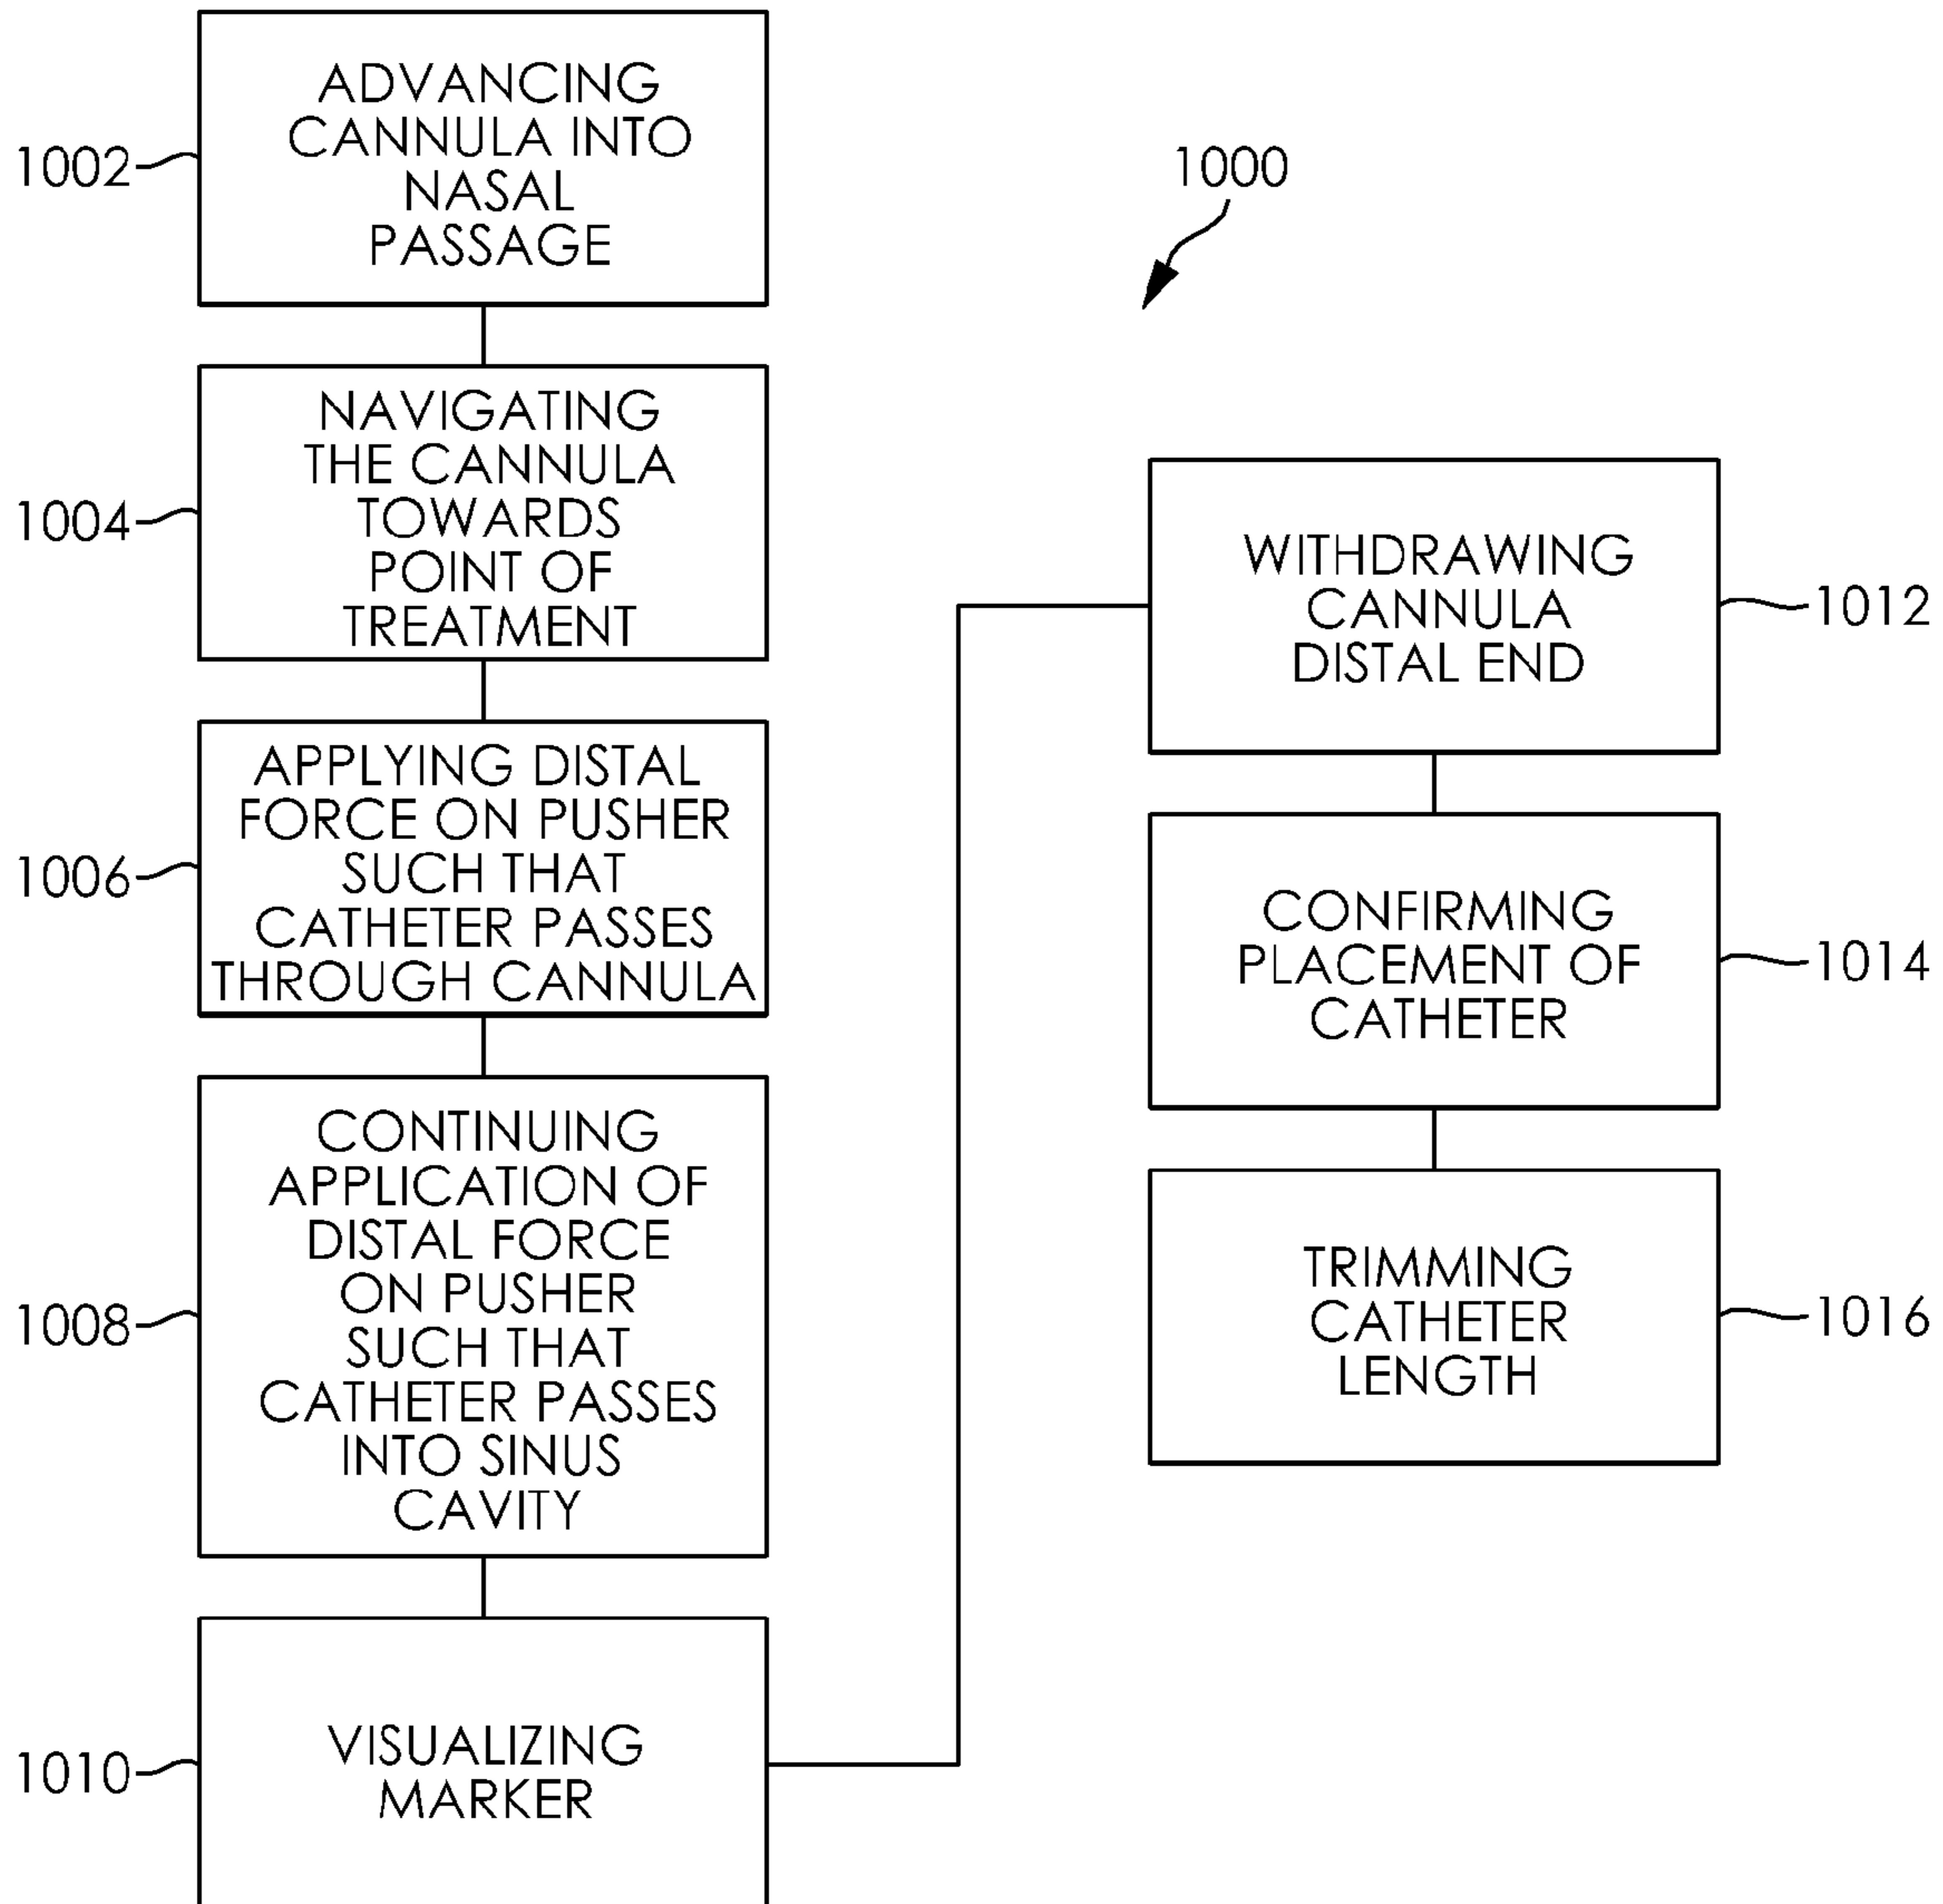 1000
1002
ADVANCING
CANNULA INTO
NASAL
PASSAGE
1004
NAVIGATING
THE CANNULA
TOWARDS
POINT OF
TREATMENT
1006
APPLYING DISTAL
FORCE ON PUSHER
SUCH THAT
CATHETER PASSES
THROUGH CANNULA
1008
CONTINUING
APPLICATION OF
DISTAL FORCE
ON PUSHER
SUCH THAT
CATHETER PASSES
INTO SINUS
CAVITY
1010
VISUALIZING
MARKER
WITHDRAWING
CANNULA
DISTAL END
1012
CONFIRMING
PLACEMENT OF
CATHETER
1014
TRIMMING
CATHETER
LENGTH
1016